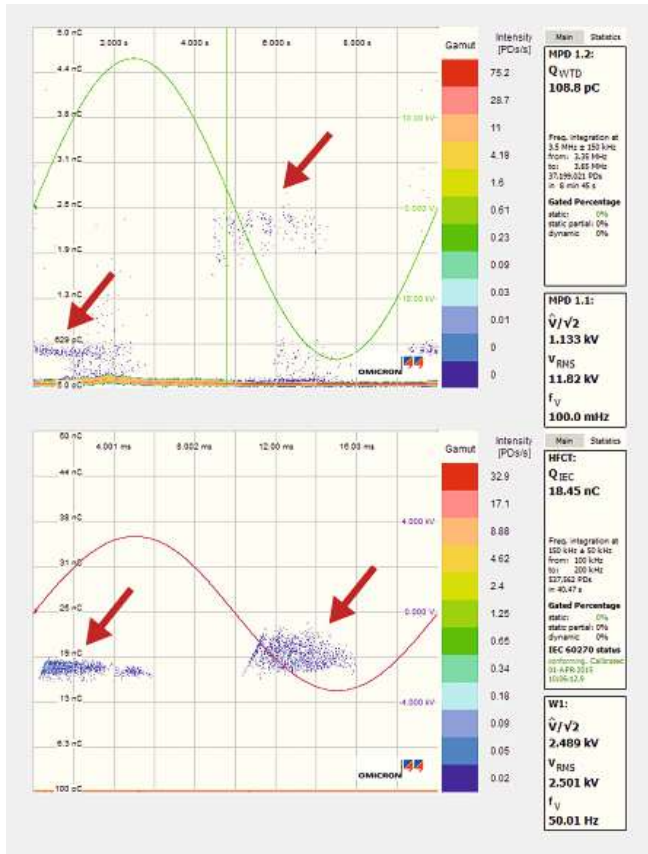 5.0 nC
2.000 s
4.000 s
6.000 s
8.000 s
4.4 nC
3.8 nC
10.00 kV
3.1 nC
2.5 nC
0.000 V
1.9 nC
1.3 nC
-10.00 kV
629 pC
OMICRON
Gamut
Intensity
[PDs/s]
75.2
28.7
11
4.19
1.6
0.61
0.23
0.09
0.03
0.01
0
0
Main Statistics
MPD 1.2:
Q WTD
108.8 pC
Freq. integration at
3.5 MHz ± 150 kHz
from: 3.35 MHz
to: 3.65 MHz
37,199,021 PDs
in 6 min 45 s
Gated Percentage
static: 0%
static partial: 0%
dynamic 0%
MPD 1.1:
V̂/√2
1.133 kV
V RMS
11.82 kV
f V
100.0 mHz
50 nC
4.001 ms
8.002 ms
12.00 ms
16.00 ms
44 nC
38 nC
4.000 kV
31 nC
25 nC
0.000 V
19 nC
13 nC
-4.000 kV
6.3 nC
100 pC
OMICRON
Gamut
Intensity
[PDs/s]
32.9
17.1
8.88
4.62
2.4
1.25
0.65
0.34
0.18
0.09
0.05
0.02
Main Statistics
HFCT:
Q IEC
18.45 nC
Freq. integration at
150 kHz ± 50 kHz
from: 100 kHz
to: 200 kHz
537,562 PDs
in 40.47 s
Gated Percentage
static: 0%
static partial: 0%
dynamic 0%
IEC 60270 status
conforming. Calibrated
01-APR-2015
W1:
V̂/√2
2.489 kV
V RMS
2.501 kV
f V
50.01 Hz